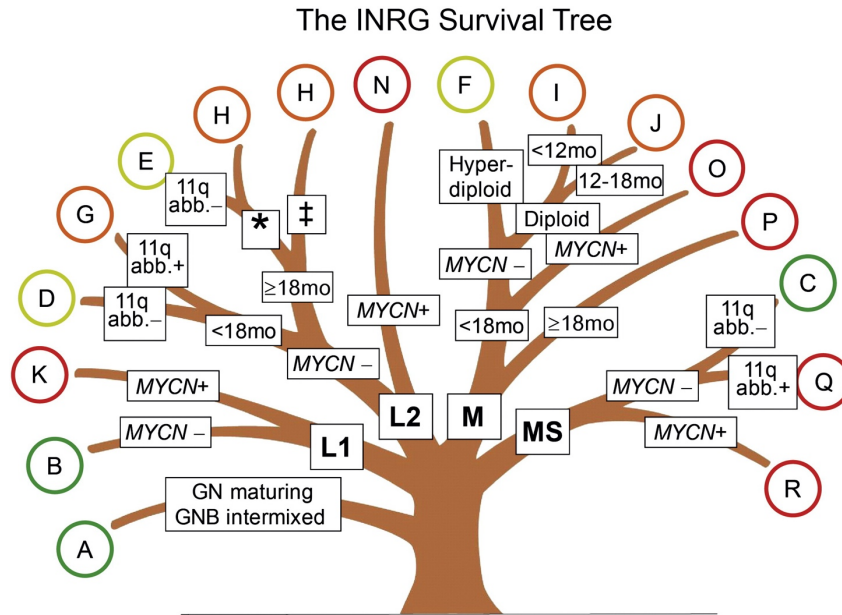 The INRG Survival Tree
H
H
N
F
I
J
O
P
C
E
G
D
K
B
A
Q
R
11q
abb.–
*
‡
11q
abb.+
11q
abb.–
≥18mo
<18mo
MYCN –
MYCN+
MYCN+
MYCN –
L1
L2
M
MS
GN maturing
GNB intermixed
Hyper-
diploid
<12mo
12-18mo
Diploid
MYCN –
MYCN+
<18mo
≥18mo
11q
abb.–
MYCN –
11q
abb.+
MYCN+